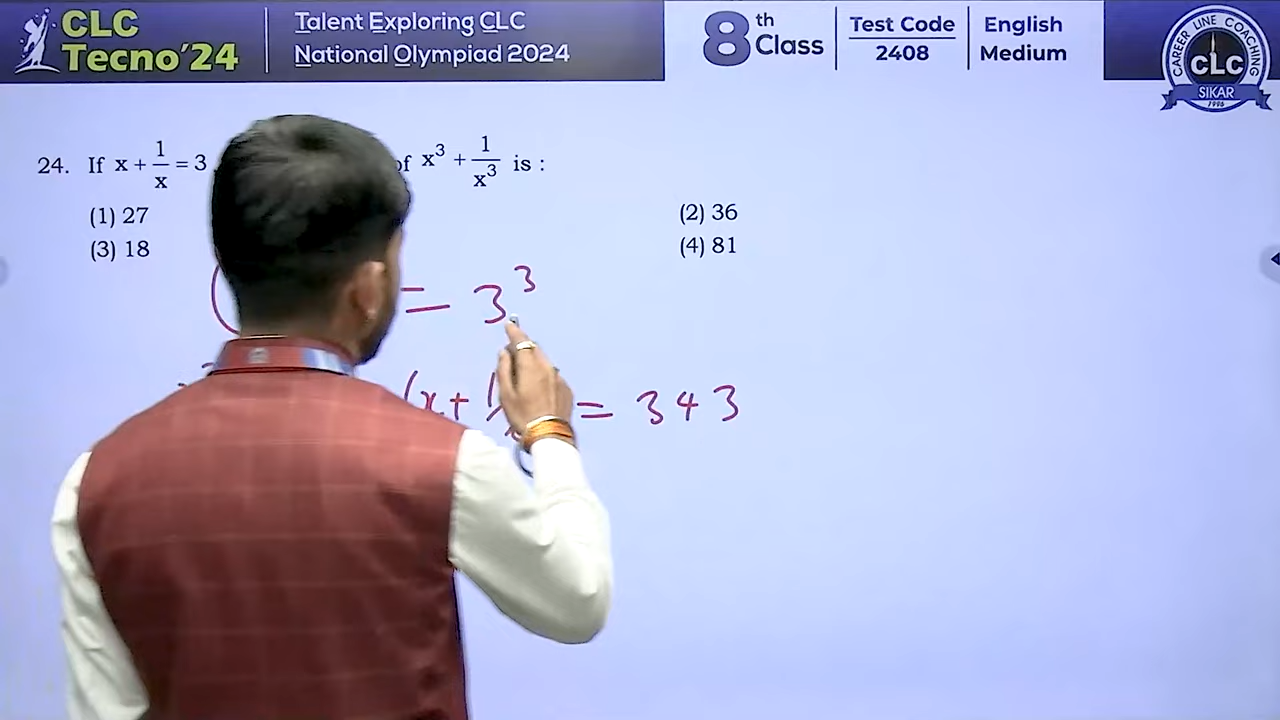 CLC
Tecno'24
Talent Exploring CLC
National Olympiad 2024
8th Class
Test Code
2408
English
Medium
CAREER LINE COACHING
CLC
SIKAR
1996
24. If x + 1/x = 3 of x³ + 1/x³ is :
(1) 27
(2) 36
(3) 18
(4) 81
( = 3³
(x + 1/ = 343